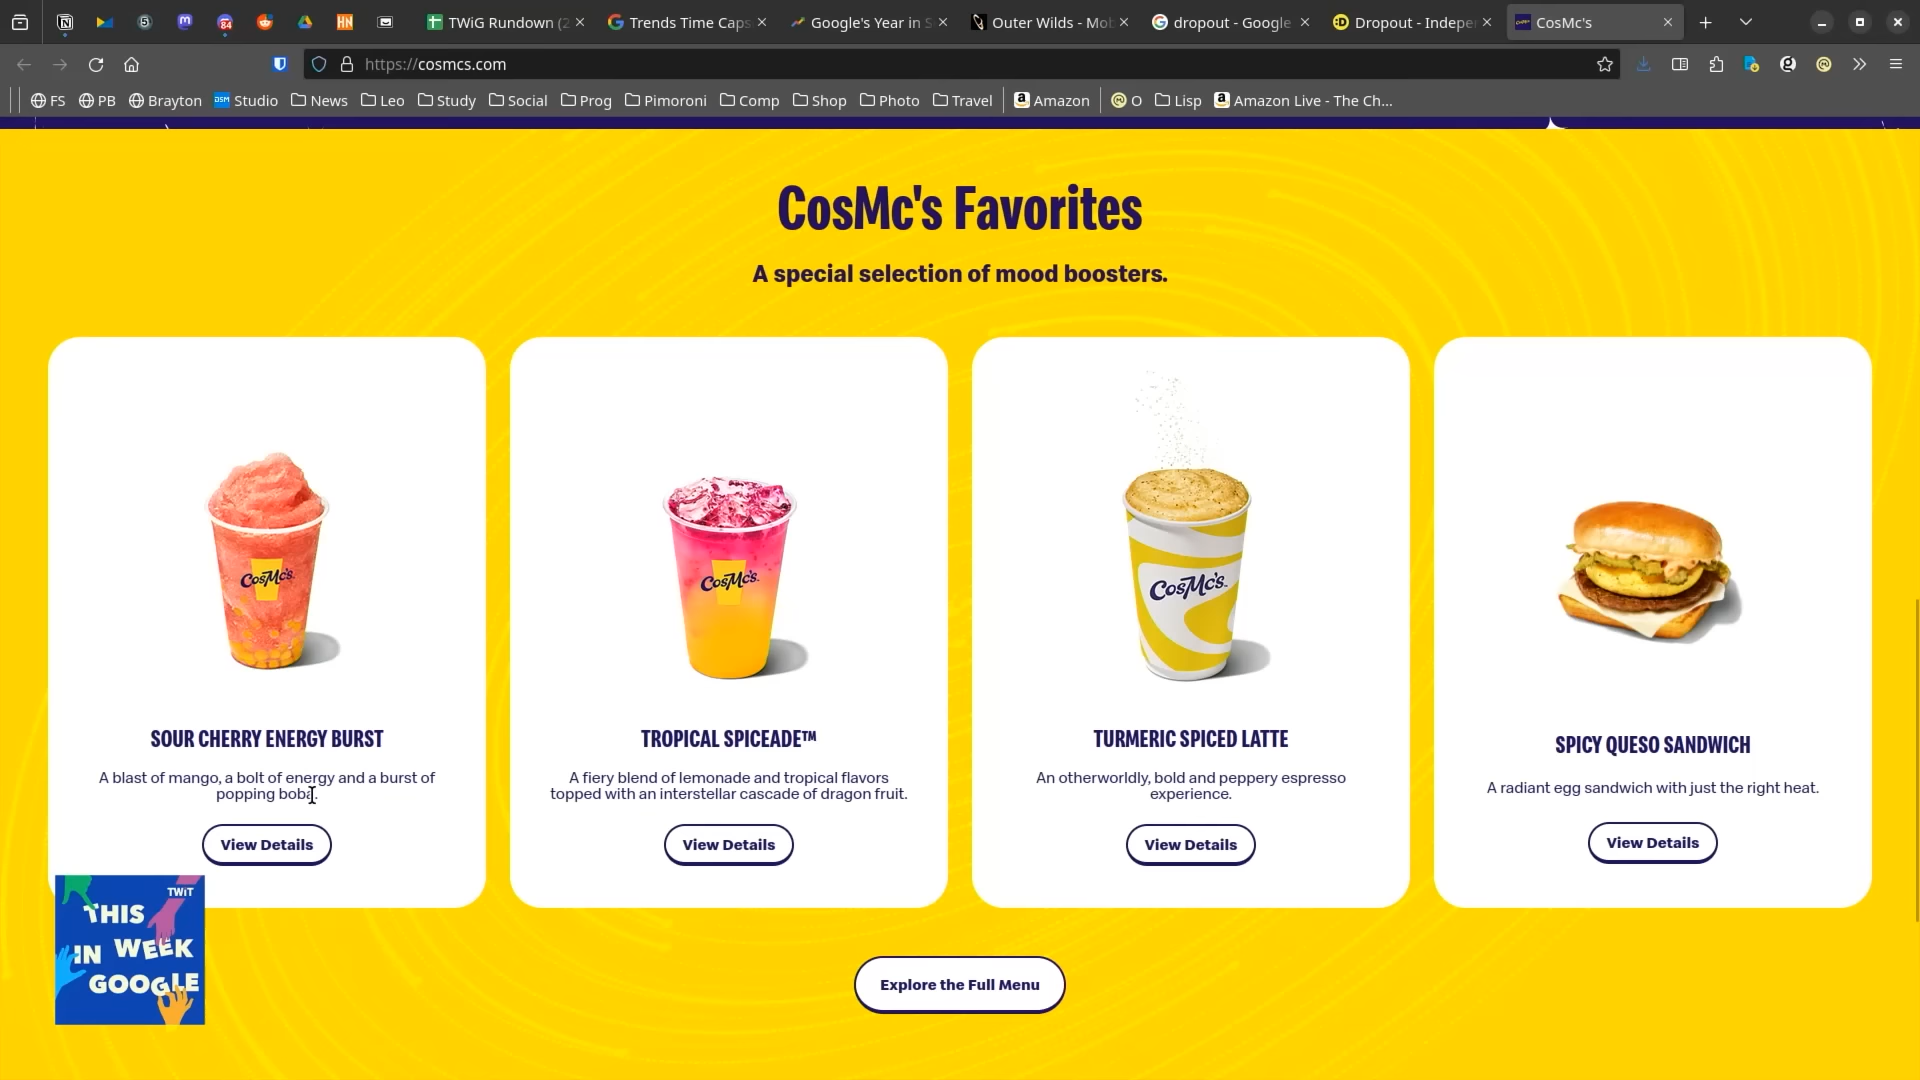 TWiG Rundown (2
Trends Time Caps
Google's Year in S
Outer Wilds - Mob
dropout - Google
Dropout - Indeper
CosMc's
https://cosmcs.com
FS
PB
Brayton
DSM Studio
News
Leo
Study
Social
Prog
Pimoroni
Comp
Shop
Photo
Travel
Amazon
O
Lisp
Amazon Live - The Ch...
CosMc's Favorites
A special selection of mood boosters.
CosMc's.
CosMc's.
CosMc's.
SOUR CHERRY ENERGY BURST
A blast of mango, a bolt of energy and a burst of
popping boba.
View Details
TROPICAL SPICEADE™
A fiery blend of lemonade and tropical flavors
topped with an interstellar cascade of dragon fruit.
View Details
TURMERIC SPICED LATTE
An otherworldly, bold and peppery espresso
experience.
View Details
SPICY QUESO SANDWICH
A radiant egg sandwich with just the right heat.
View Details
TWiT
THIS
IN WEEK
GOOGLE
Explore the Full Menu